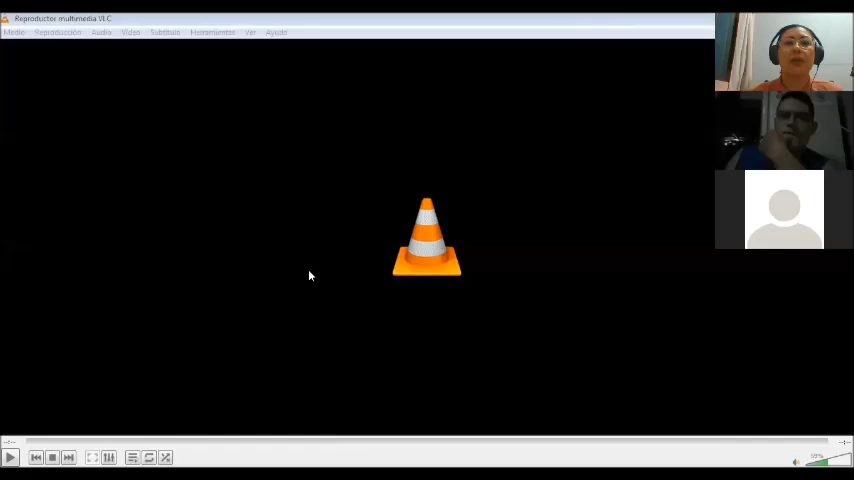 Reproductor multimedia VLC
Medio Reproducción Audio Vídeo Subtítulo Herramientas Ver Ayuda
--:-- --:--